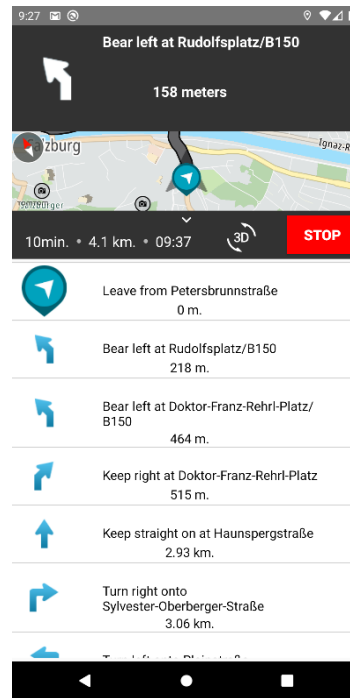 9:27
Bear left at Rudolfsplatz/B150
158 meters
Salzburg
Ignaz-R
10min. • 4.1 km. • 09:37
3D
STOP
Leave from Petersbrunnstraße
0 m.
Bear left at Rudolfsplatz/B150
218 m.
Bear left at Doktor-Franz-Rehrl-Platz/
B150
464 m.
Keep right at Doktor-Franz-Rehrl-Platz
515 m.
Keep straight on at Haunspergstraße
2.93 km.
Turn right onto
Sylvester-Oberberger-Straße
3.06 km.